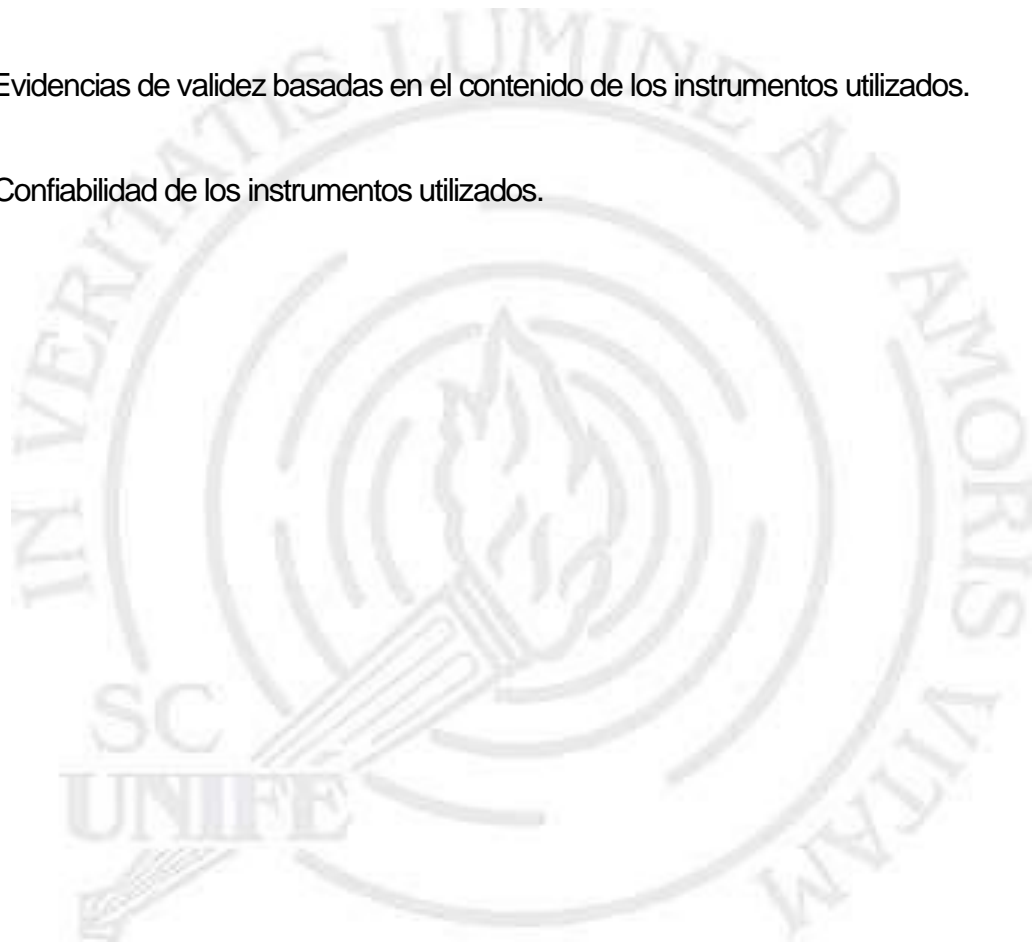 Evidencias de validez basadas en el contenido de los instrumentos utilizados.
Confiabilidad de los instrumentos utilizados.
IN VERITATIS LUMINE AD AMORIS VITAM
SC
UNIFE